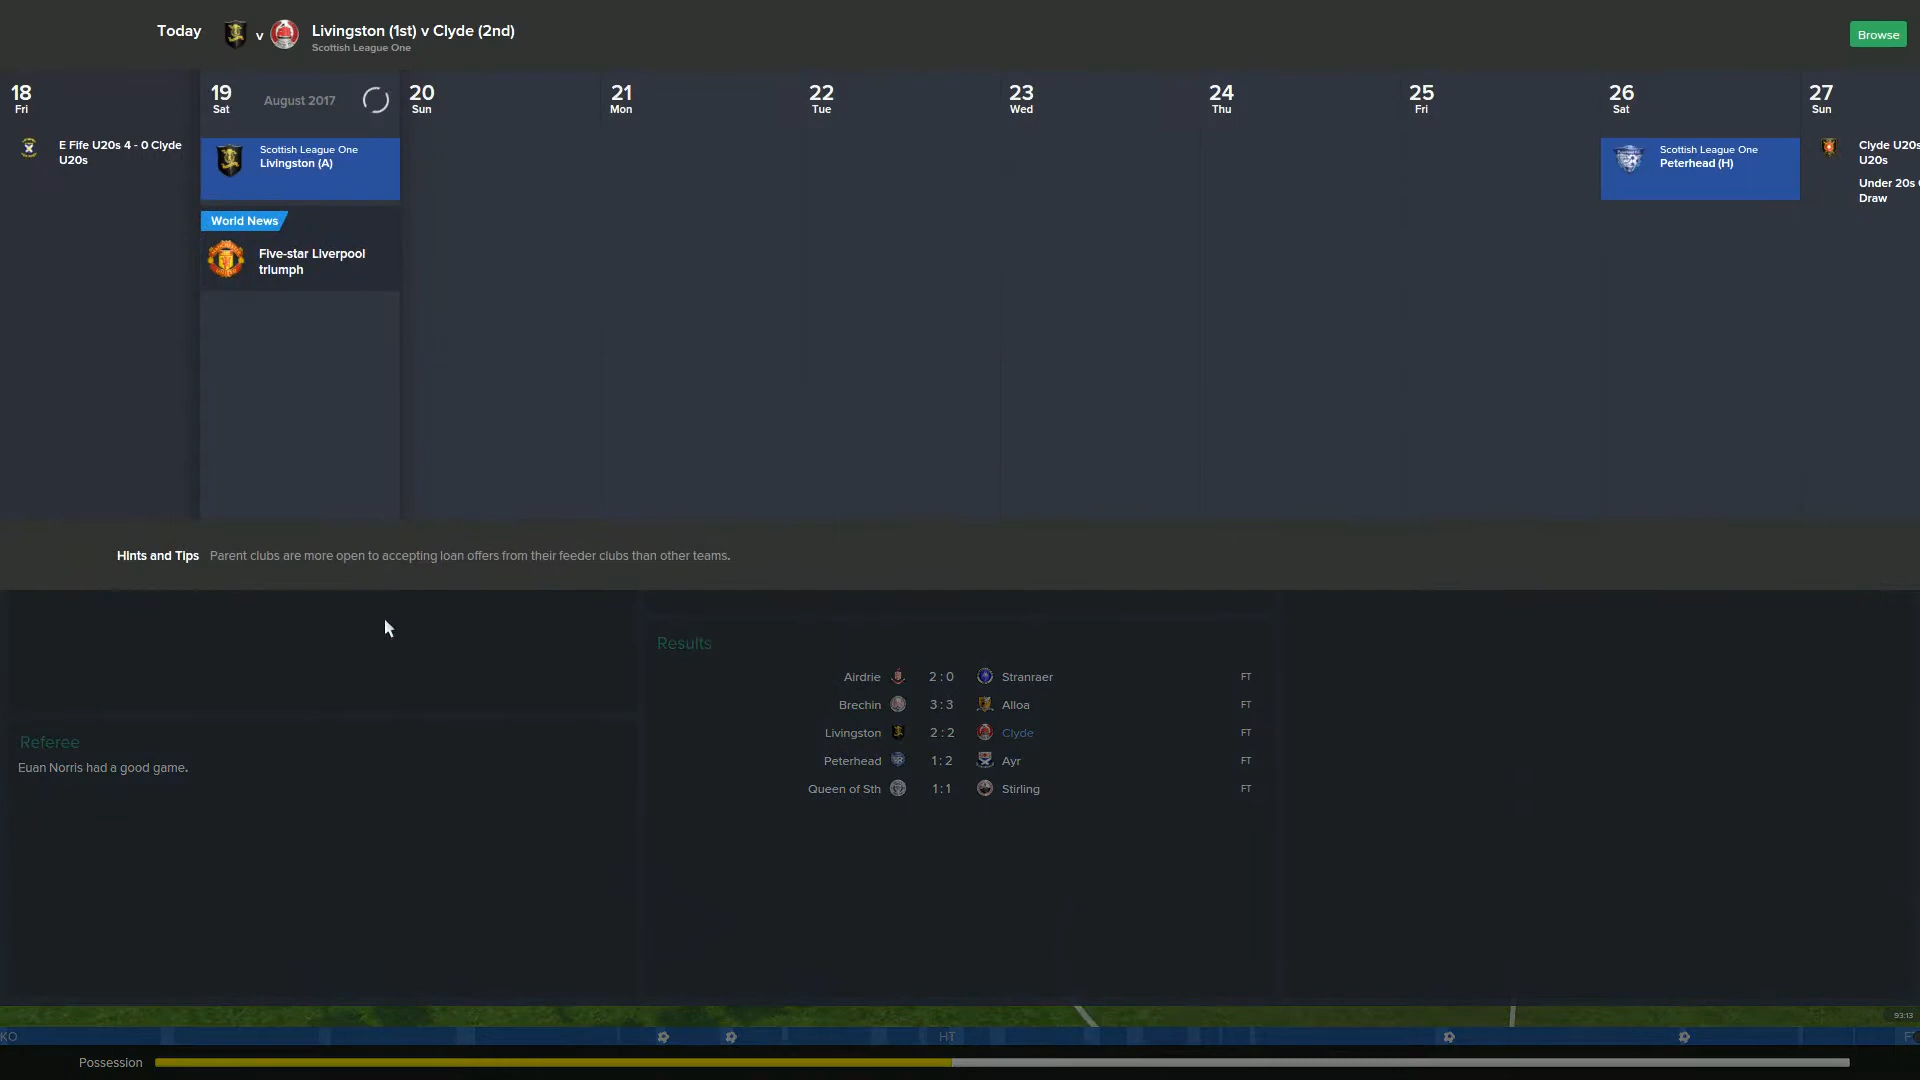 Today
v
Livingston (1st) v Clyde (2nd)
Scottish League One
Browse
18
Fri
19
Sat
August 2017
20
Sun
21
Mon
22
Tue
23
Wed
24
Thu
25
Fri
26
Sat
27
Sun
E Fife U20s 4 - 0 Clyde
U20s
Scottish League One
Livingston (A)
World News
Five-star Liverpool
triumph
Scottish League One
Peterhead (H)
Clyde U20s
U20s
Under 20s
Draw
Hints and Tips Parent clubs are more open to accepting loan offers from their feeder clubs than other teams.
Results
Airdrie 2 : 0 Stranraer FT
Brechin 3 : 3 Alloa FT
Livingston 2 : 2 Clyde FT
Peterhead 1 : 2 Ayr FT
Queen of Sth 1 : 1 Stirling FT
Referee
Euan Norris had a good game.
93:13
KO
HT
Possession